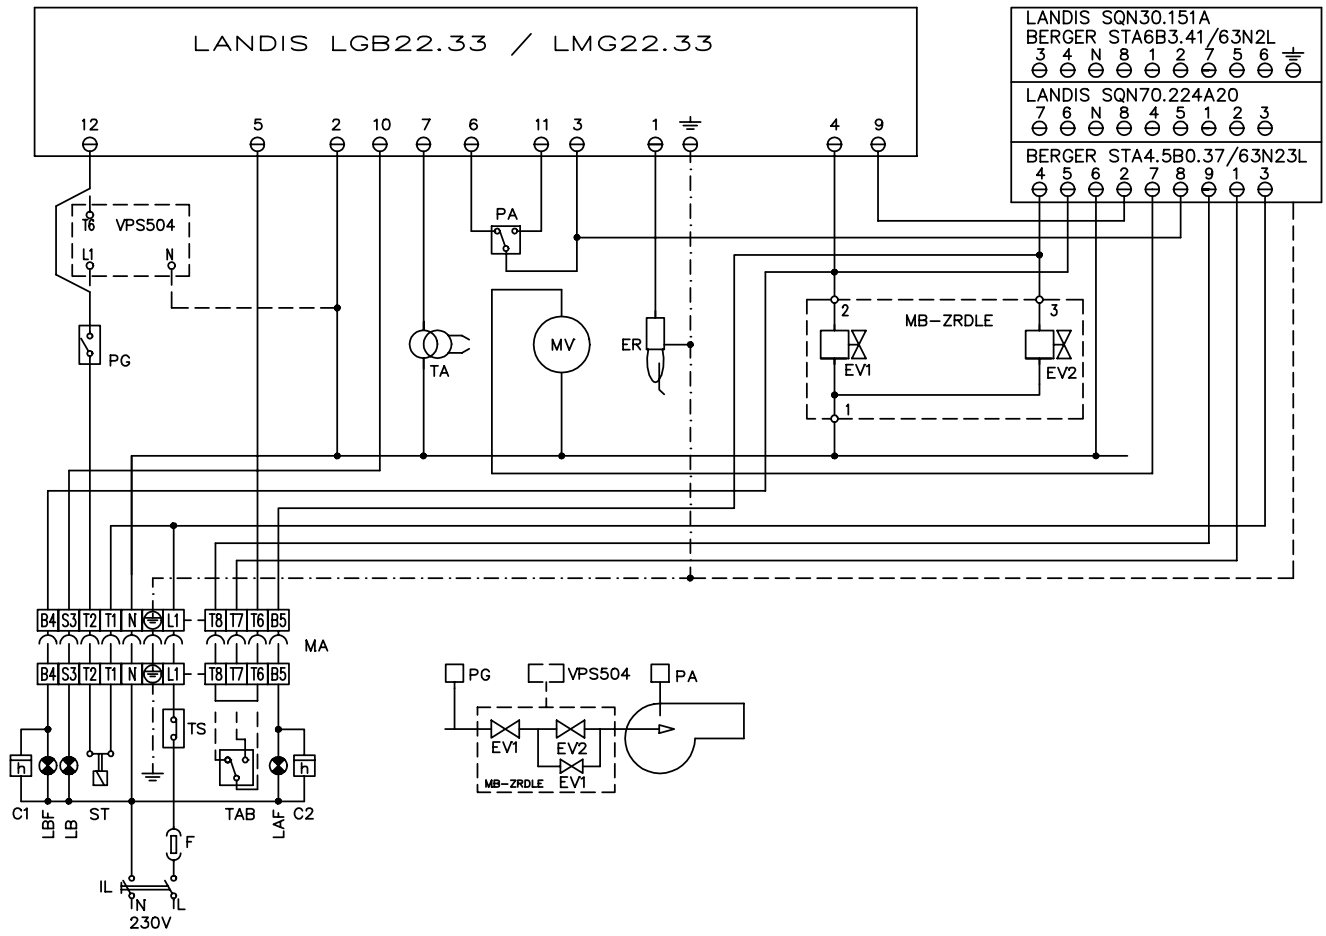 LANDIS LGB22.33 / LMG22.33
12 5 2 10 7 6 11 3 1 4 9
LANDIS SQN30.151A
BERGER STA6B3.41/63N2L
3 4 N 8 1 2 7 5 6
LANDIS SQN70.224A20
7 6 N 8 4 5 1 2 3
BERGER STA4.5B0.37/63N23L
4 5 6 2 7 8 9 1 3
T6 VPS504
L1 N
PG
PA
TA
MV
ER
2 MB-ZRDLE 3
EV1 EV2
1
B4 S3 T2 T1 N L1 T8 T7 T6 B5
MA
B4 S3 T2 T1 N L1 T8 T7 T6 B5
TS
h h
C1 LBF LB ST TAB LAF C2
F
IL
N L
230V
PG VPS504 PA
EV1 EV2
MB-ZRDLE EV1